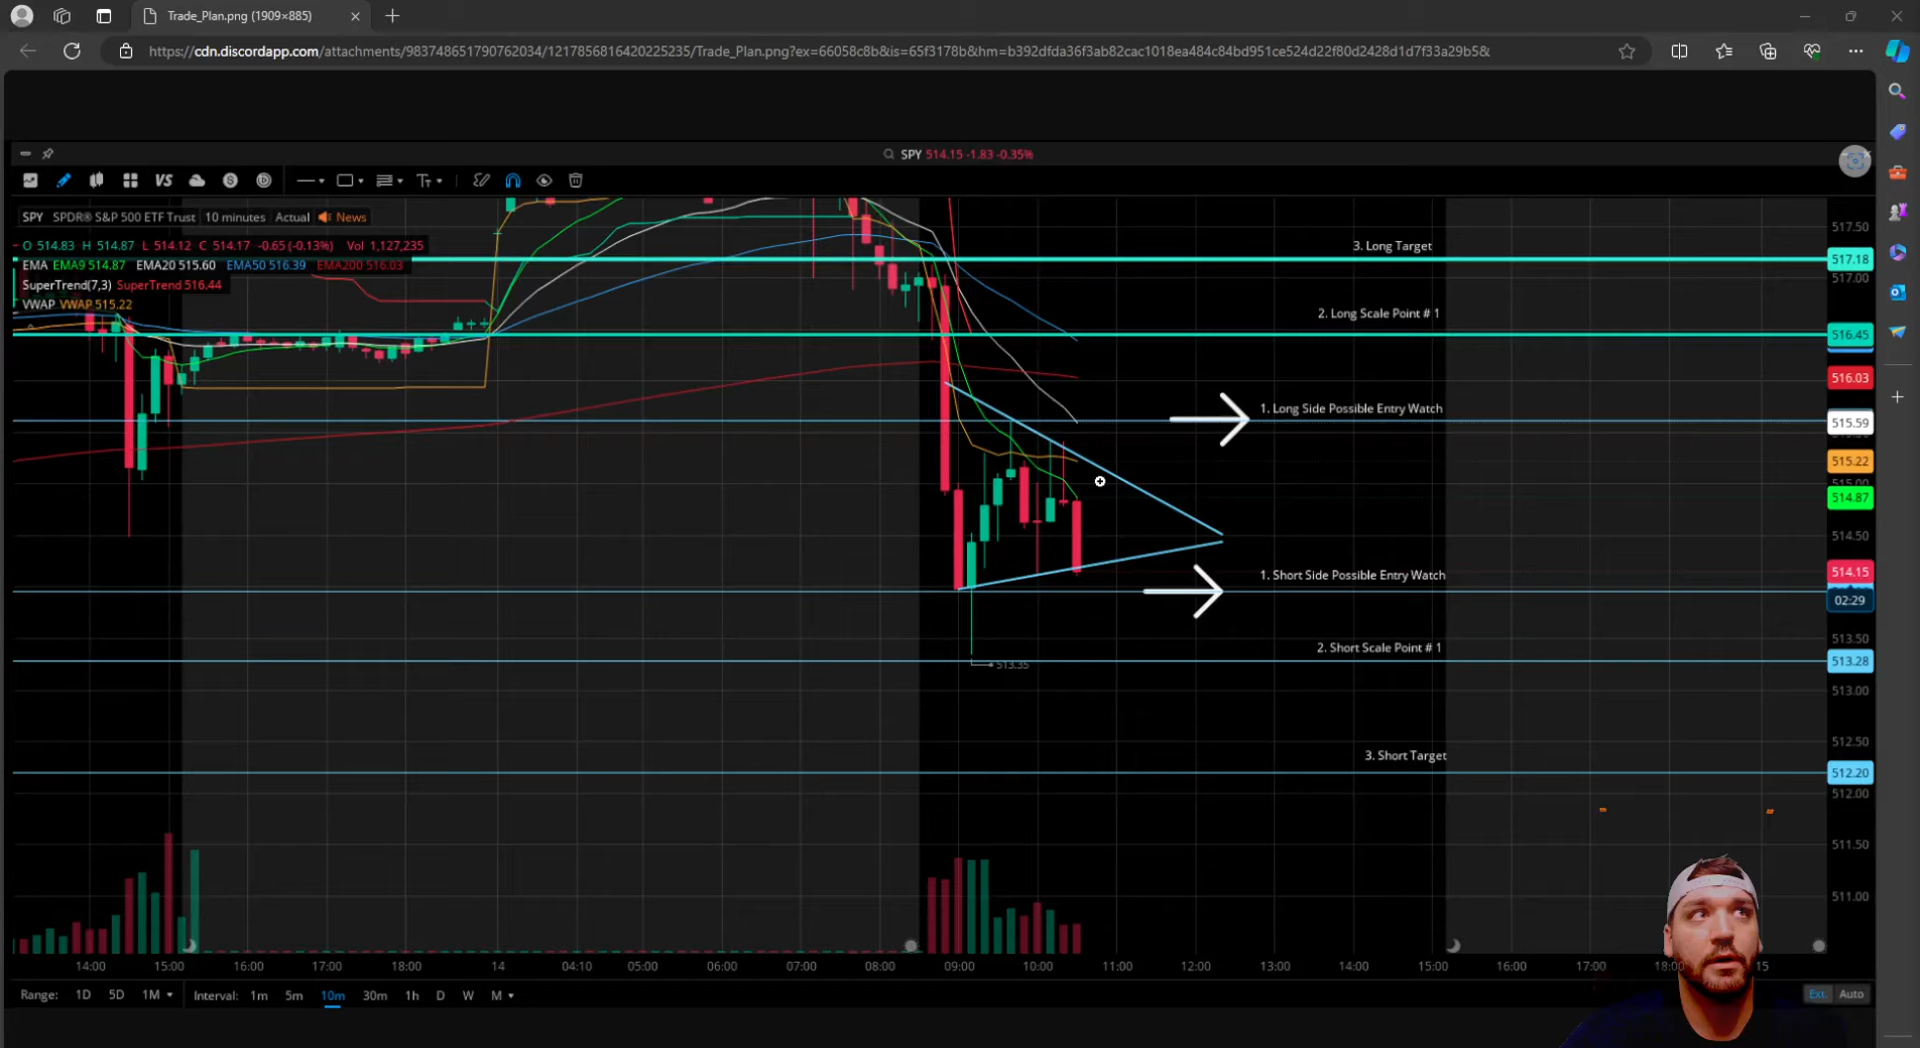 Trade_Plan.png (1909×885)
https://cdn.discordapp.com/attachments/983748651790762034/1217856816420225235/Trade_Plan.png?ex=66058c8b&is=65f3178b&hm=b392dfda36f3ab82cac1018ea484c84bd951ce524d22f80d2428d1d7f33a29b5&
SPY 514.15 -1.83 -0.35%
VS
SPY SPDR® S&P 500 ETF Trust 10 minutes Actual News
O 514.83 H 514.87 L 514.12 C 514.17 -0.65 (-0.13%) Vol 1,127,235
EMA EMA9 514.87 EMA20 515.60 EMA50 516.39 EMA200 516.03
SuperTrend(7,3) SuperTrend 516.44
VWAP VWAP 515.22
3. Long Target
2. Long Scale Point # 1
1. Long Side Possible Entry Watch
1. Short Side Possible Entry Watch
2. Short Scale Point # 1
513.35
3. Short Target
517.50
517.18
517.00
516.45
516.03
515.59
515.22
515.00
514.87
514.50
514.15
02:29
513.50
513.28
513.00
512.50
512.20
512.00
511.50
511.00
14:00 15:00 16:00 17:00 18:00 14 04:10 05:00 06:00 07:00 08:00 09:00 10:00 11:00 12:00 13:00 14:00 15:00 16:00 17:00 18:00 15
Range: 1D 5D 1M Interval: 1m 5m 10m 30m 1h D W M Ext. Auto